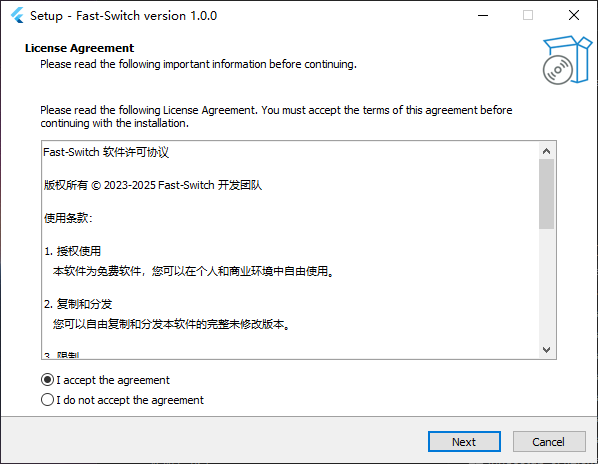 Setup - Fast-Switch version 1.0.0
License Agreement
Please read the following important information before continuing.
Please read the following License Agreement. You must accept the terms of this agreement before
continuing with the installation.
Fast-Switch 软件许可协议
版权所有 © 2023-2025 Fast-Switch 开发团队
使用条款：
1. 授权使用
本软件为免费软件，您可以在个人和商业环境中自由使用。
2. 复制和分发
您可以自由复制和分发本软件的完整未修改版本。
3. 限制
I accept the agreement
I do not accept the agreement
Next
Cancel